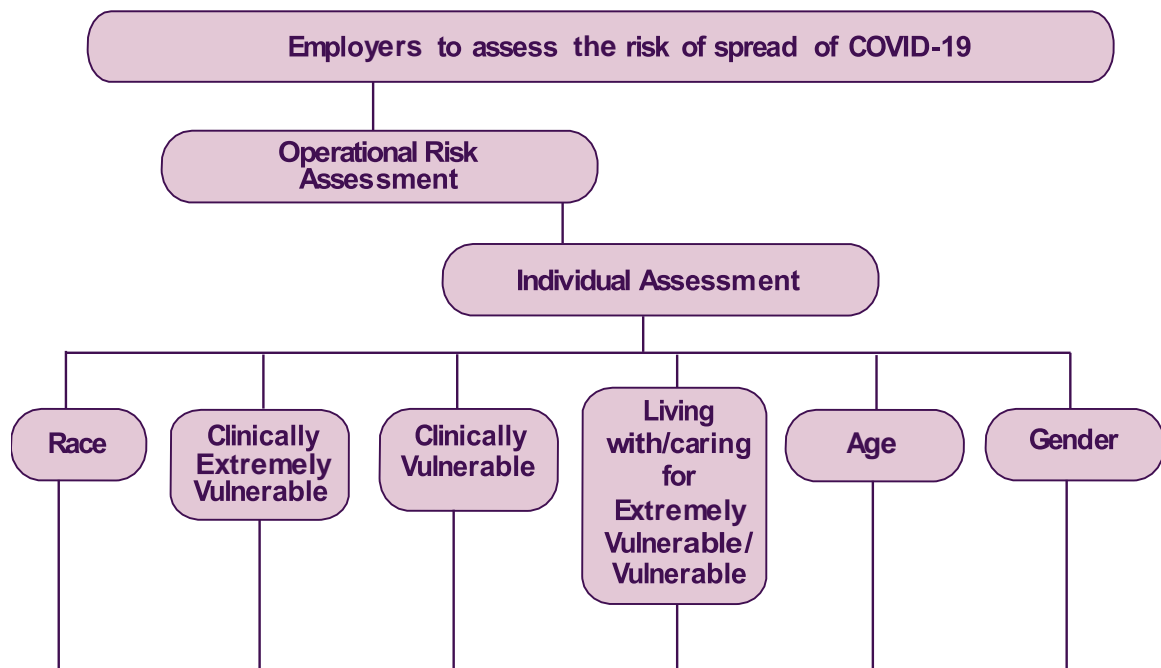 Employers to assess the risk of spread of COVID-19
Operational Risk
Assessment
Individual Assessment
Race
Clinically
Extremely
Vulnerable
Clinically
Vulnerable
Living
with/caring
for
Extremely
Vulnerable/
Vulnerable
Age
Gender